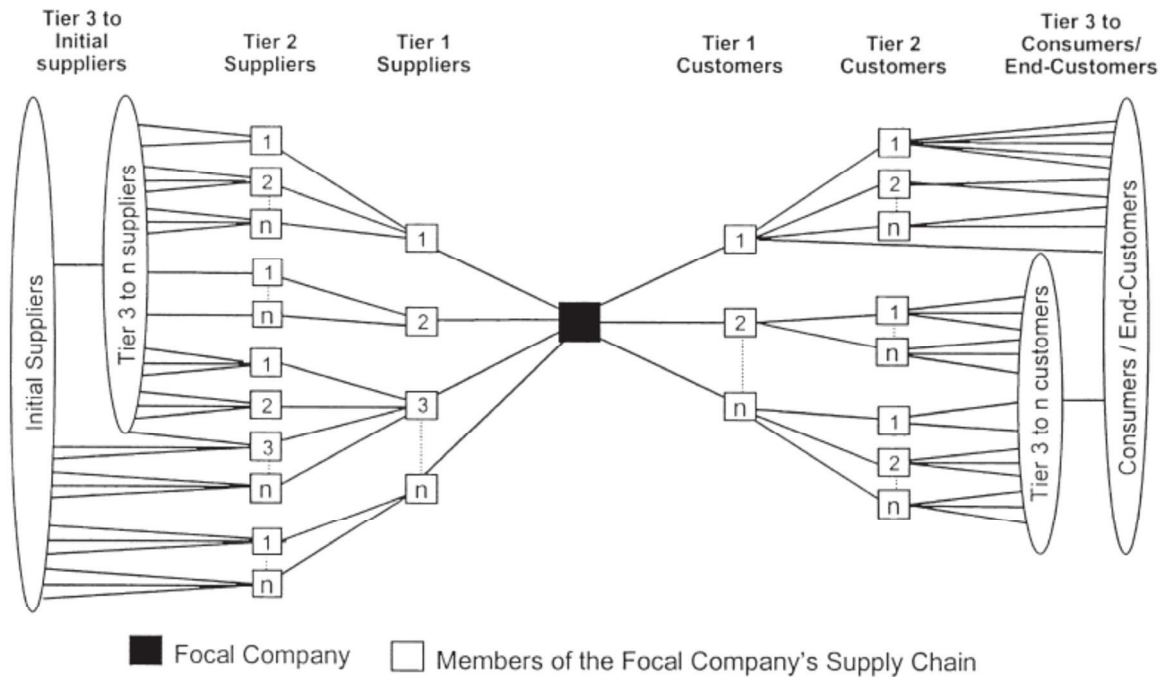 Tier 3 to
Initial
suppliers
Tier 2
Suppliers
Tier 1
Suppliers
Tier 1
Customers
Tier 2
Customers
Tier 3 to
Consumers/
End-Customers
Initial Suppliers
Tier 3 to n suppliers
1
2
n
1
n
1
2
3
n
1
n
1
2
3
n
1
2
n
1
2
n
1
n
1
2
n
Tier 3 to n customers
Consumers / End-Customers
Focal Company
Members of the Focal Company's Supply Chain